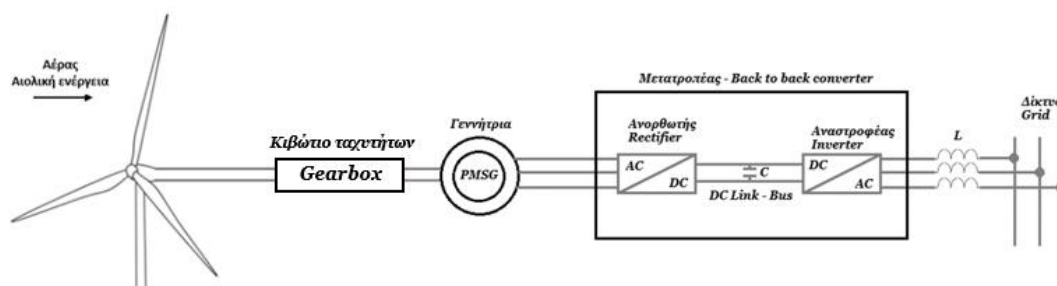 Αέρας
Αιολική ενέργεια
Κιβώτιο ταχυτήτων
Gearbox
Γεννήτρια
PMSG
Μετατροπέας - Back to back converter
Ανορθωτής
Rectifier
AC
DC
C
DC Link - Bus
Αναστροφέας
Inverter
DC
AC
L
Δίκτυο
Grid